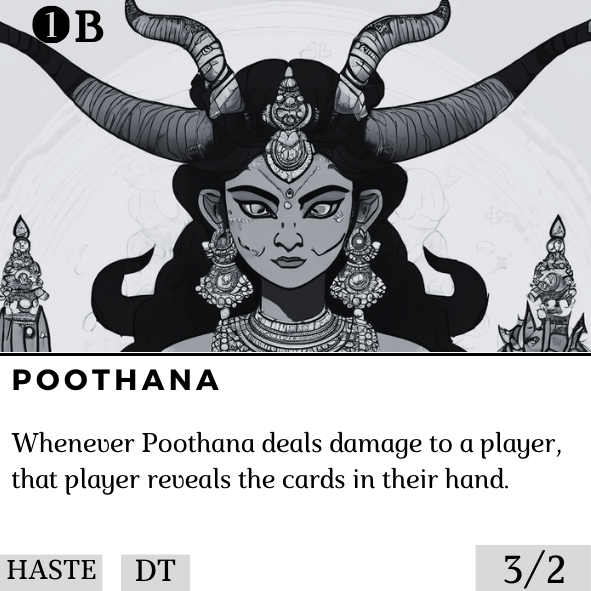 ❶B
POOTHANA
Whenever Poothana deals damage to a player,
that player reveals the cards in their hand.
HASTE DT 3/2